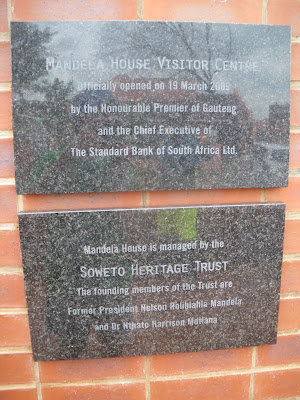 Mandela House Visitor Centre
Officially opened on 19 March 2009
by the Honourable Premier of Gauteng
and the Chief Executive of
The Standard Bank of South Africa Ltd.
Mandela House is managed by the
Soweto Heritage Trust
The founding members of the Trust are
Former President Nelson Rolihlahla Mandela
and Dr Nthato Harrison Motlana